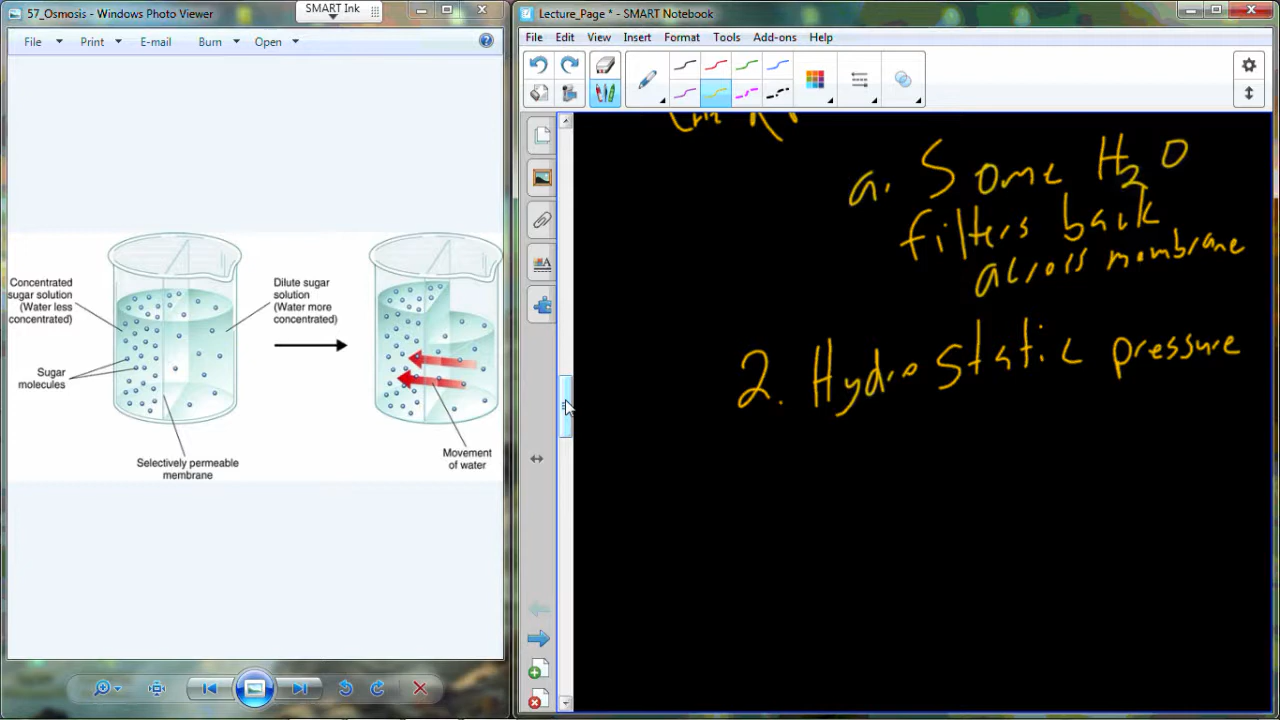 57_Osmosis - Windows Photo Viewer
SMART Ink
File Print E-mail Burn Open
Concentrated
sugar solution
(Water less
concentrated)
Dilute sugar
solution
(Water more
concentrated)
Sugar
molecules
Selectively permeable
membrane
Movement
of water
Lecture_Page * - SMART Notebook
File Edit View Insert Format Tools Add-ons Help
a. Some H2O
filters back
across membrane
2. Hydrostatic pressure